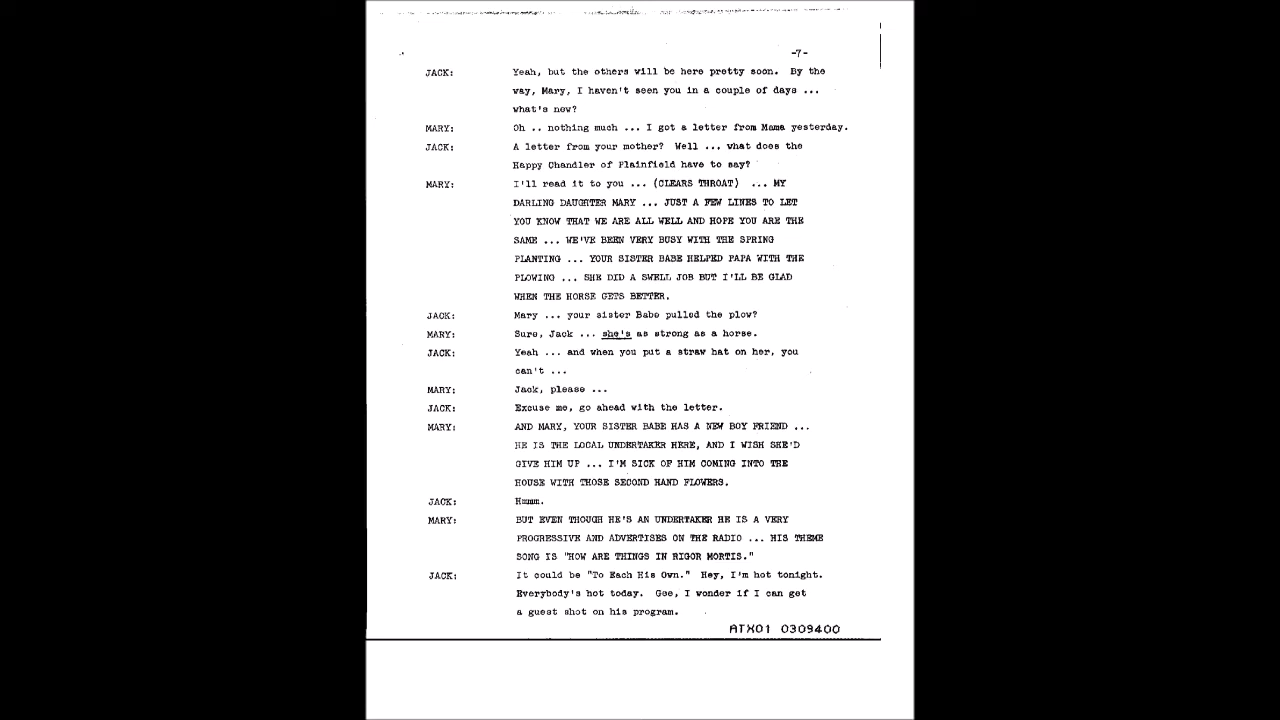 -7-
JACK: Yeah, but the others will be here pretty soon. By the
way, Mary, I haven't seen you in a couple of days ...
what's new?
MARY: Oh .. nothing much ... I got a letter from Mama yesterday.
JACK: A letter from your mother? Well ... what does the
Happy Chandler of Plainfield have to say?
MARY: I'll read it to you ... (CLEARS THROAT) ... MY
DARLING DAUGHTER MARY ... JUST A FEW LINES TO LET
YOU KNOW THAT WE ARE ALL WELL AND HOPE YOU ARE THE
SAME ... WE'VE BEEN VERY BUSY WITH THE SPRING
PLANTING ... YOUR SISTER BABE HELPED PAPA WITH THE
PLOWING ... SHE DID A SWELL JOB BUT I'LL BE GLAD
WHEN THE HORSE GETS BETTER.
JACK: Mary ... your sister Babe pulled the plow?
MARY: Sure, Jack ... she's as strong as a horse.
JACK: Yeah ... and when you put a straw hat on her, you
can't ...
MARY: Jack, please ...
JACK: Excuse me, go ahead with the letter.
MARY: AND MARY, YOUR SISTER BABE HAS A NEW BOY FRIEND ...
HE IS THE LOCAL UNDERTAKER HERE, AND I WISH SHE'D
GIVE HIM UP ... I'M SICK OF HIM COMING INTO THE
HOUSE WITH THOSE SECOND HAND FLOWERS.
JACK: Hmmm.
MARY: BUT EVEN THOUGH HE'S AN UNDERTAKER HE IS A VERY
PROGRESSIVE AND ADVERTISES ON THE RADIO ... HIS THEME
SONG IS "HOW ARE THINGS IN RIGOR MORTIS."
JACK: It could be "To Each His Own." Hey, I'm hot tonight.
Everybody's hot today. Gee, I wonder if I can get
a guest shot on his program.
ATX01 0309400